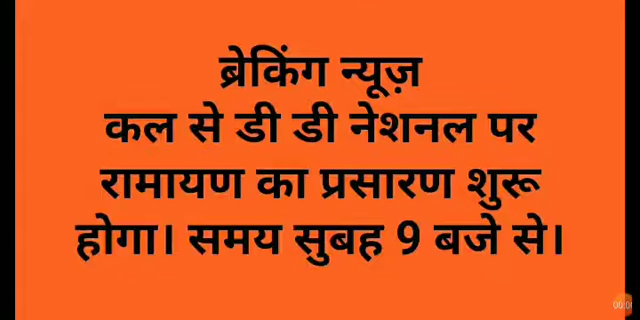 ब्रेकिंग न्यूज़
कल से डी डी नेशनल पर
रामायण का प्रसारण शुरू
होगा। समय सुबह 9 बजे से।